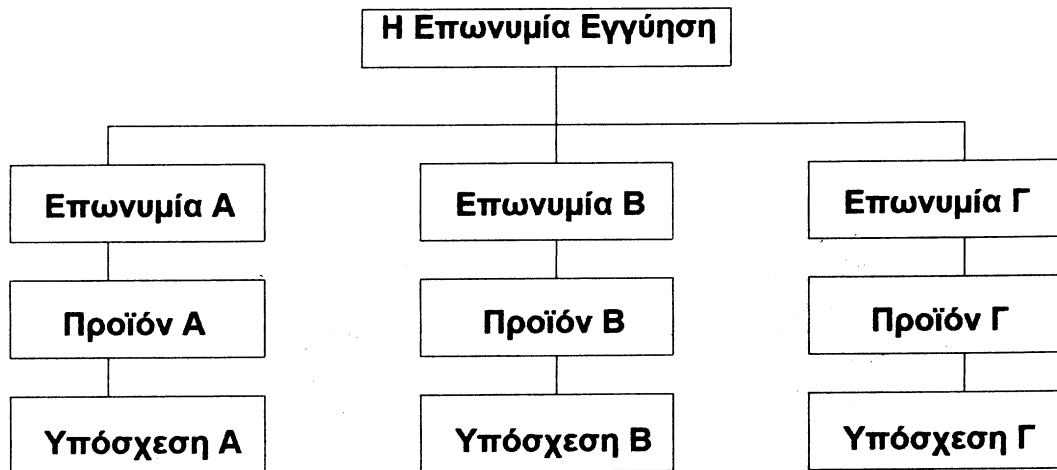 Η Επωνυμία Εγγύηση
Επωνυμία Α
Επωνυμία Β
Επωνυμία Γ
Προϊόν Α
Προϊόν Β
Προϊόν Γ
Υπόσχεση Α
Υπόσχεση Β
Υπόσχεση Γ